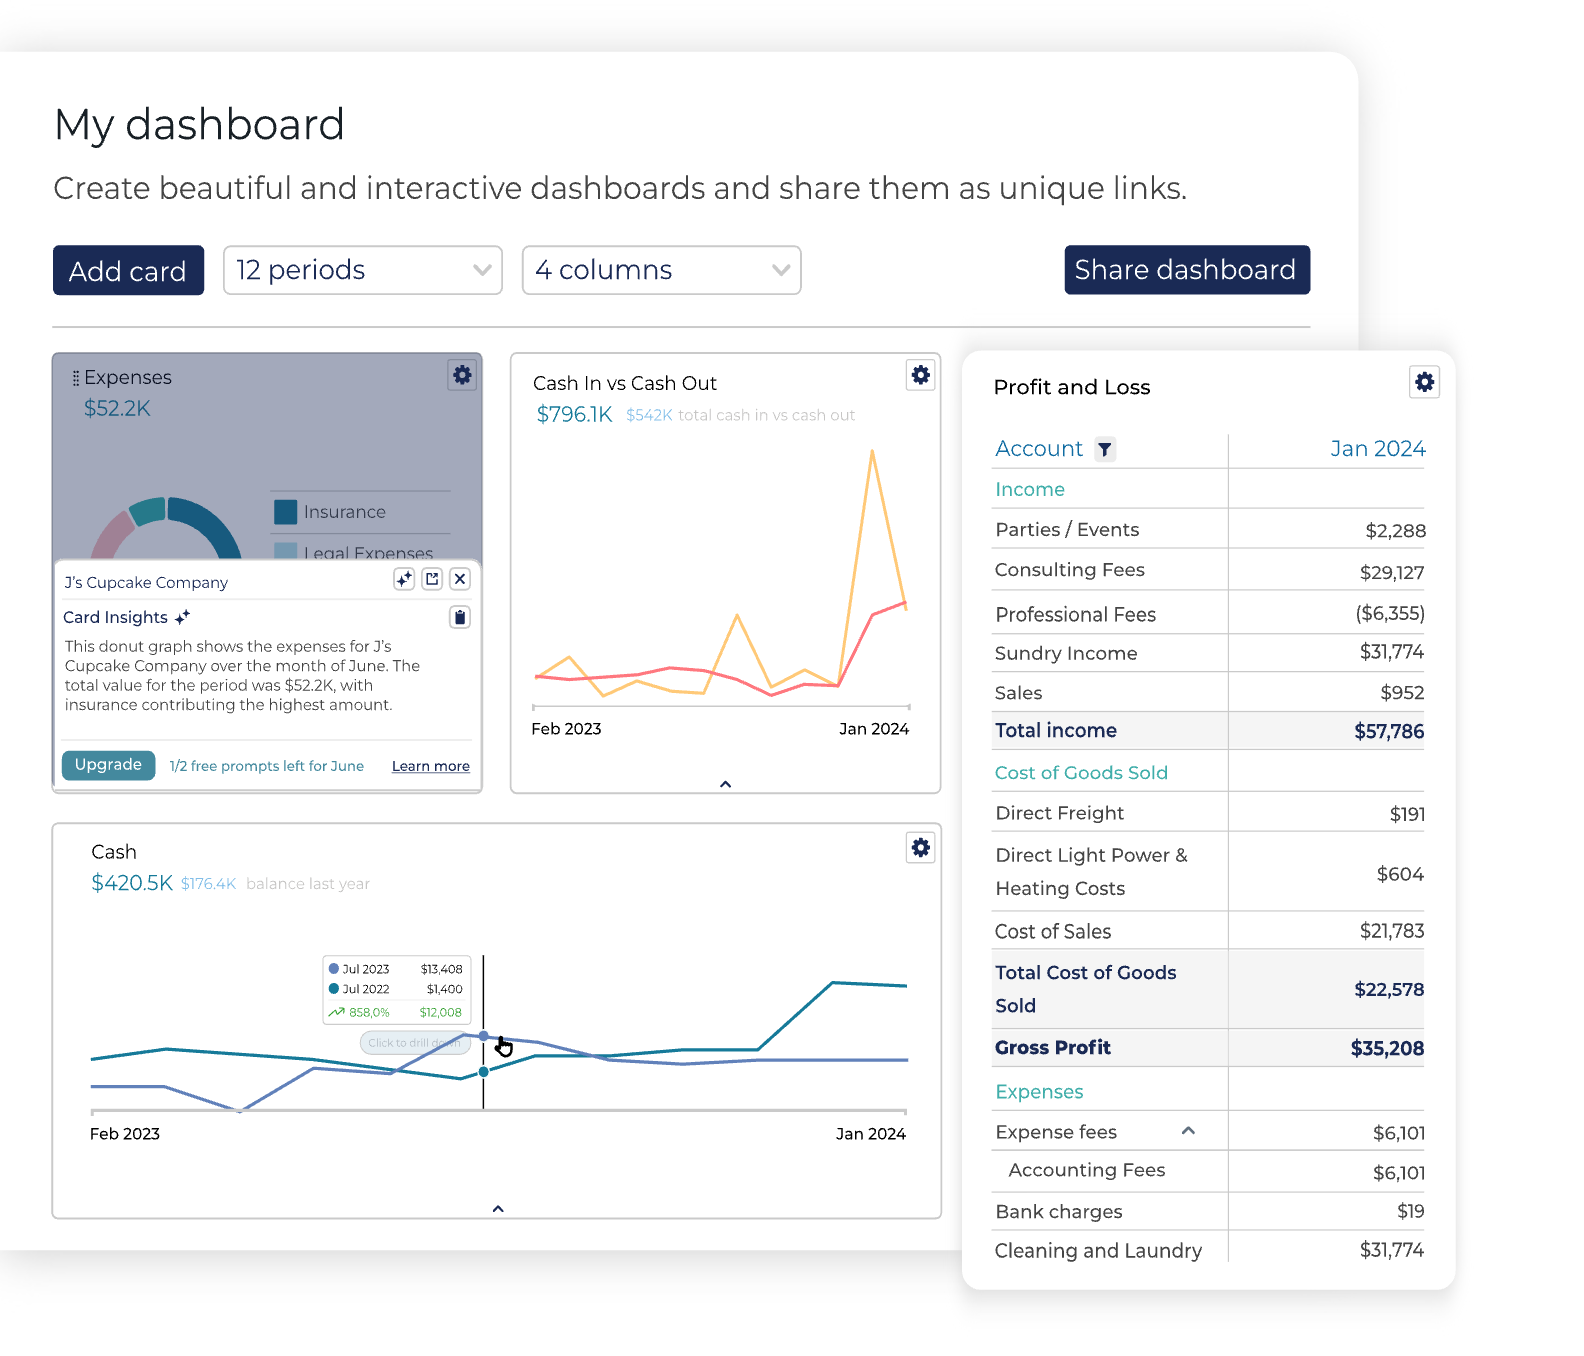 My dashboard
Create beautiful and interactive dashboards and share them as unique links.
Add card
12 periods
4 columns
Share dashboard
Expenses
$52.2K
Insurance
Legal Expenses
J's Cupcake Company
Card Insights
This donut graph shows the expenses for J's
Cupcake Company over the month of June. The
total value for the period was $52.2K, with
insurance contributing the highest amount.
Upgrade
1/2 free prompts left for June
Learn more
Cash In vs Cash Out
$796.1K $542K total cash in vs cash out
Feb 2023
Jan 2024
Cash
$420.5K $176.4K balance last year
Jul 2023 $13,408
Jul 2022 $1,400
858,0% $12,008
Click to drill down
Feb 2023
Jan 2024
Profit and Loss
Account Jan 2024
Income
Parties / Events $2,288
Consulting Fees $29,127
Professional Fees ($6,355)
Sundry Income $31,774
Sales $952
Total income $57,786
Cost of Goods Sold
Direct Freight $191
Direct Light Power &
Heating Costs $604
Cost of Sales $21,783
Total Cost of Goods
Sold $22,578
Gross Profit $35,208
Expenses
Expense fees $6,101
Accounting Fees $6,101
Bank charges $19
Cleaning and Laundry $31,774